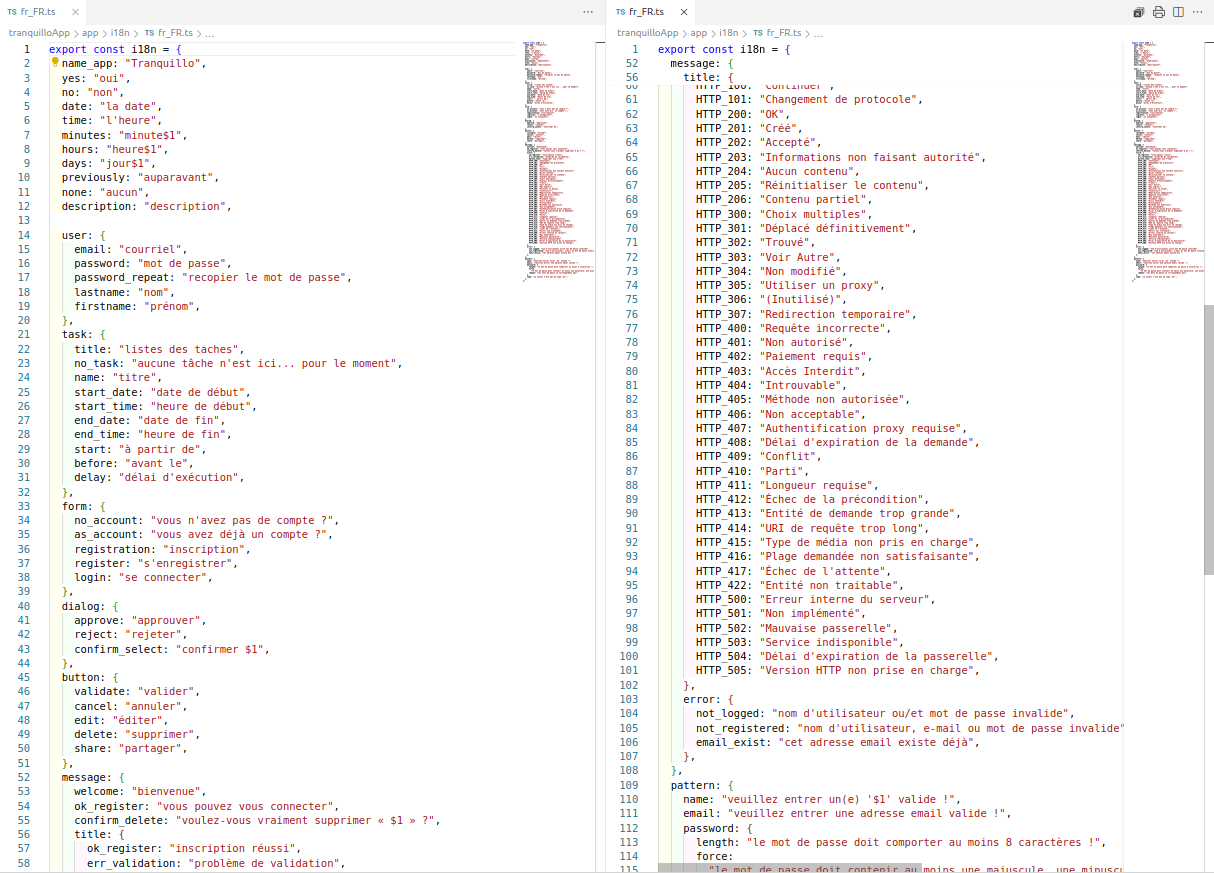 TS fr_FR.ts × ···
tranquilloApp > app > i18n > TS fr_FR.ts > ...
1 export const i18n = {
2 name_app: "Tranquillo",
3 yes: "oui",
4 no: "non",
5 date: "la date",
6 time: "l'heure",
7 minutes: "minute$1",
8 hours: "heure$1",
9 days: "jour$1",
10 previously: "auparavant",
11 none: "aucun",
12 description: "description",
13
14 user: {
15 email: "courriel",
16 password: "mot de passe",
17 password_repeat: "recopier le mot de passe",
18 lastname: "nom",
19 firstname: "prénom",
20 },
21 task: {
22 title: "listes des taches",
23 no_task: "aucune tâche n'est ici... pour le moment",
24 name: "titre",
25 start_date: "date de début",
26 start_time: "heure de début",
27 end_date: "date de fin",
28 end_time: "heure de fin",
29 start: "à partir de",
30 before: "avant le",
31 delay: "délai d'exécution",
32 },
33 form: {
34 no_account: "vous n'avez pas de compte ?",
35 as_account: "vous avez déjà un compte ?",
36 registration: "inscription",
37 register: "s'enregistrer",
38 login: "se connecter",
39 },
40 dialog: {
41 approve: "approuver",
42 reject: "rejeter",
43 confirm_select: "confirmer $1",
44 },
45 button: {
46 validate: "valider",
47 cancel: "annuler",
48 edit: "éditer",
49 delete: "supprimer",
50 share: "partager",
51 },
52 message: {
53 welcome: "bienvenue",
54 ok_register: "vous pouvez vous connecter",
55 confirm_delete: "voulez-vous vraiment supprimer « $1 » ?",
56 title: {
57 ok_register: "inscription réussi",
58 err_validation: "problème de validation",
TS fr_FR.ts × ···
tranquilloApp > app > i18n > TS fr_FR.ts > ...
1 export const i18n = {
52 message: {
56 title: {
60 HTTP_100: "Continuer",
61 HTTP_101: "Changement de protocole",
62 HTTP_200: "OK",
63 HTTP_201: "Créé",
64 HTTP_202: "Accepté",
65 HTTP_203: "Informations non faisant autorité",
66 HTTP_204: "Aucun contenu",
67 HTTP_205: "Réinitialiser le contenu",
68 HTTP_206: "Contenu partiel",
69 HTTP_300: "Choix multiples",
70 HTTP_301: "Déplacé définitivement",
71 HTTP_302: "Trouvé",
72 HTTP_303: "Voir Autre",
73 HTTP_304: "Non modifié",
74 HTTP_305: "Utiliser un proxy",
75 HTTP_306: "(Inutilisé)",
76 HTTP_307: "Redirection temporaire",
77 HTTP_400: "Requête incorrecte",
78 HTTP_401: "Non autorisé",
79 HTTP_402: "Paiement requis",
80 HTTP_403: "Accès Interdit",
81 HTTP_404: "Introuvable",
82 HTTP_405: "Méthode non autorisée",
83 HTTP_406: "Non acceptable",
84 HTTP_407: "Authentification proxy requise",
85 HTTP_408: "Délai d'expiration de la demande",
86 HTTP_409: "Conflit",
87 HTTP_410: "Parti",
88 HTTP_411: "Longueur requise",
89 HTTP_412: "Échec de la précondition",
90 HTTP_413: "Entité de demande trop grande",
91 HTTP_414: "URI de requête trop long",
92 HTTP_415: "Type de média non pris en charge",
93 HTTP_416: "Plage demandée non satisfaisante",
94 HTTP_417: "Échec de l'attente",
95 HTTP_422: "Entité non traitable",
96 HTTP_500: "Erreur interne du serveur",
97 HTTP_501: "Non implémenté",
98 HTTP_502: "Mauvaise passerelle",
99 HTTP_503: "Service indisponible",
100 HTTP_504: "Délai d'expiration de la passerelle",
101 HTTP_505: "Version HTTP non prise en charge",
102 },
103 error: {
104 not_logged: "nom d'utilisateur ou/et mot de passe invalide",
105 not_registered: "nom d'utilisateur, e-mail ou mot de passe invalide"
106 email_exist: "cet adresse email existe déjà",
107 },
108 },
109 pattern: {
110 name: "veuillez entrer un(e) '$1' valide !",
111 email: "veuillez entrer une adresse email valide !",
112 password: {
113 length: "le mot de passe doit comporter au moins 8 caractères !",
114 force:
115 "le mot de passe doit contenir au moins une majuscule, une minuscu